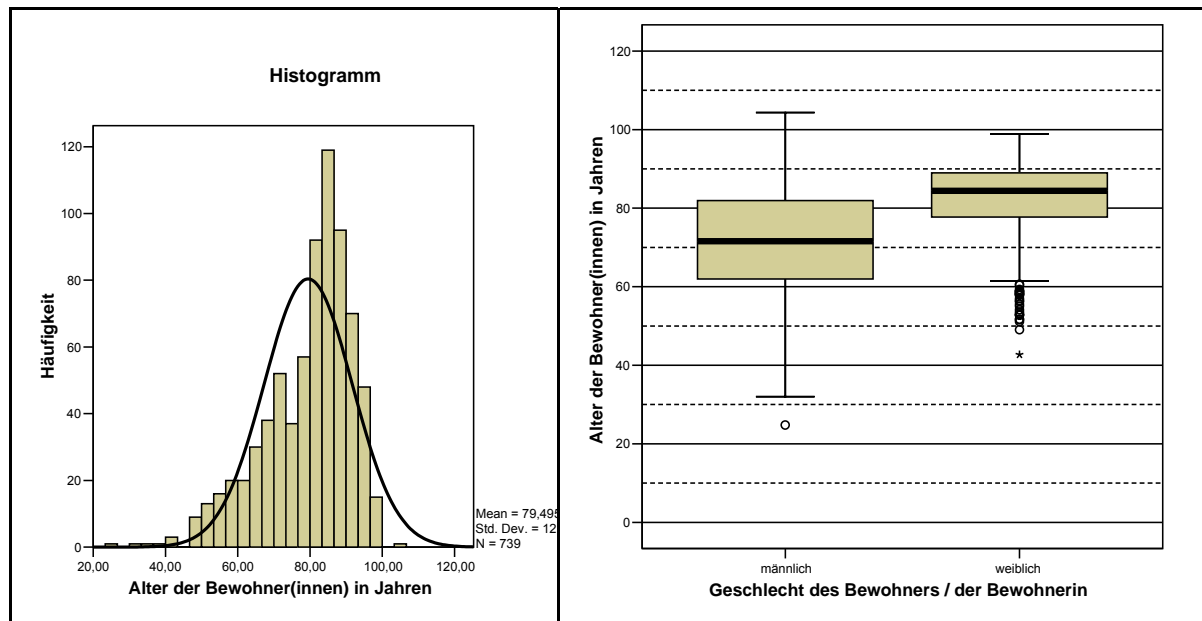 Histogramm
Häufigkeit
120
100
80
60
40
20
0
20,00 40,00 60,00 80,00 100,00 120,00
Alter der Bewohner(innen) in Jahren
Mean = 79,495
Std. Dev. = 12
N = 739
Alter der Bewohner(innen) in Jahren
120
100
80
60
40
20
0
männlich weiblich
Geschlecht des Bewohners / der Bewohnerin